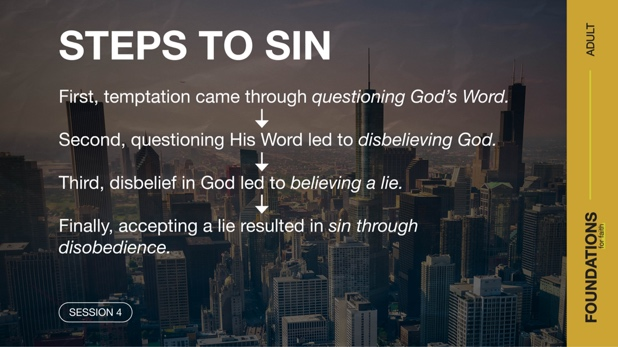 STEPS TO SIN
First, temptation came through questioning God's Word.
Second, questioning His Word led to disbelieving God.
Third, disbelief in God led to believing a lie.
Finally, accepting a lie resulted in sin through
disobedience.
SESSION 4
ADULT
FOUNDATIONS
for faith